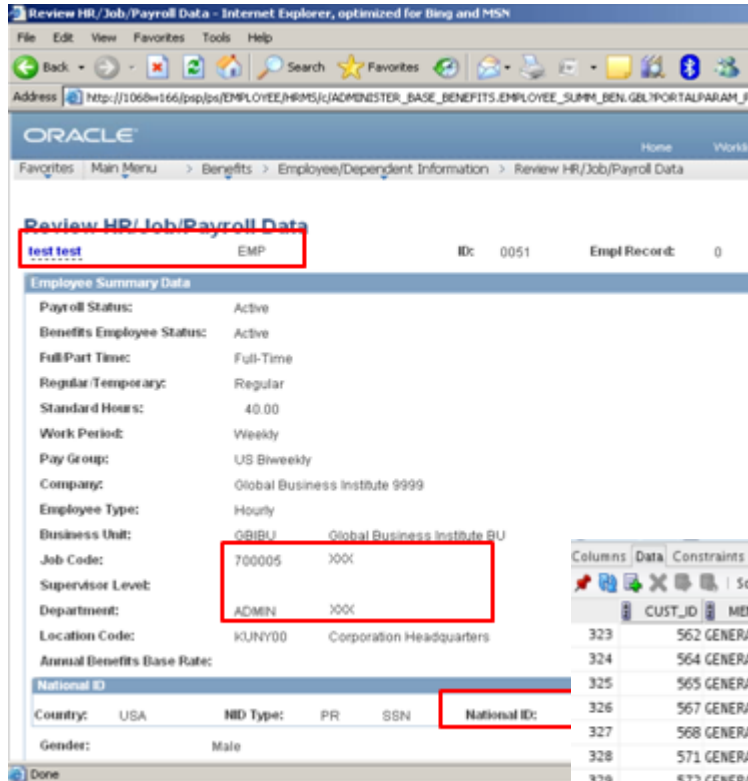 Review HR/Job/Payroll Data - Internet Explorer, optimized for Bing and MSN
File Edit View Favorites Tools Help
Back Search Favorites
Address http://1068w166/psp/ps/EMPLOYEE/HRMS/c/ADMINISTER_BASE_BENEFITS.EMPLOYEE_SUMM_BEN.GBL?PORTALPARAM_P
ORACLE
Home Workli
Favorites Main Menu > Benefits > Employee/Dependent Information > Review HR/Job/Payroll Data
Review HR/Job/Payroll Data
test test EMP ID: 0051 Empl Record: 0
Employee Summary Data
Payroll Status: Active
Benefits Employee Status: Active
Full/Part Time: Full-Time
Regular/Temporary: Regular
Standard Hours: 40.00
Work Period: Weekly
Pay Group: US Biweekly
Company: Global Business Institute 9999
Employee Type: Hourly
Business Unit: GBIBU Global Business Institute BU
Job Code: 700005 XXX
Supervisor Level:
Department: ADMIN XXX
Location Code: KUNY00 Corporation Headquarters
Annual Benefits Base Rate:
National ID
Country: USA NID Type: PR SSN National ID:
Gender: Male
Done
Columns Data Constraints
So
CUST_ID ME
323 562 GENERA
324 564 GENERA
325 565 GENERA
326 567 GENERA
327 568 GENERA
328 571 GENERA
329 572 GENERA